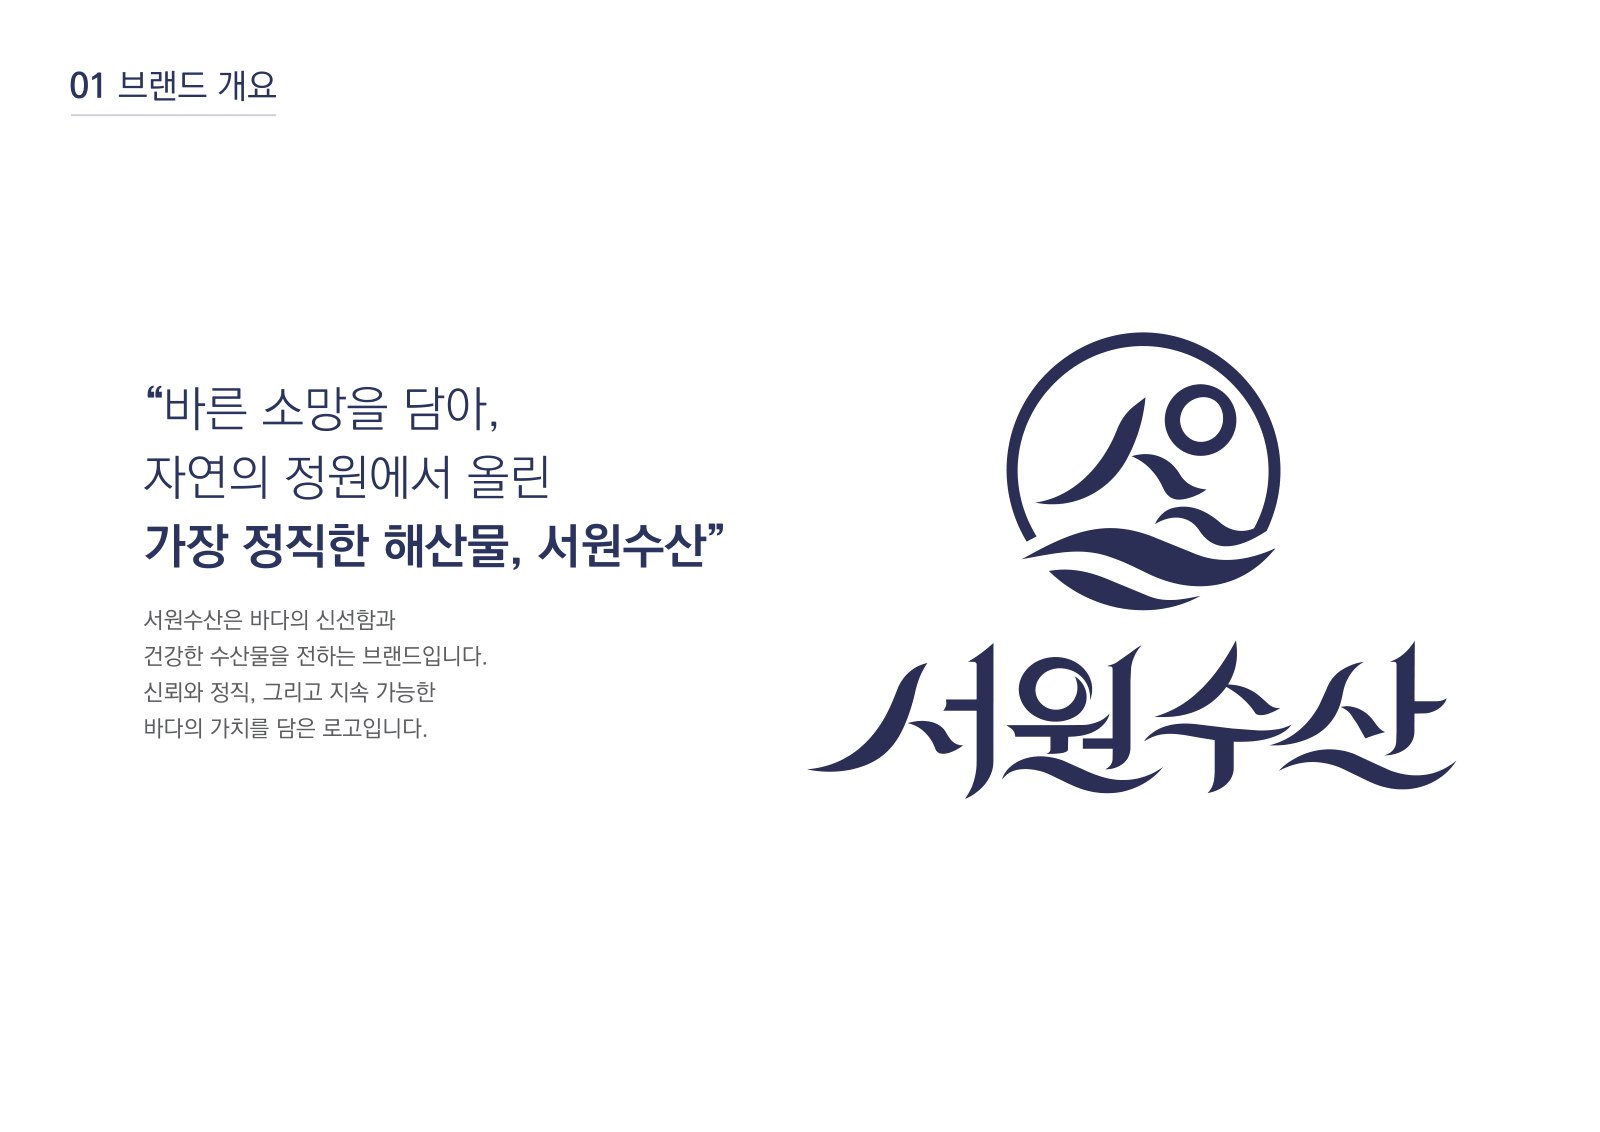 01 브랜드 개요
“바른 소망을 담아,
자연의 정원에서 올린
가장 정직한 해산물, 서원수산”
서원수산은 바다의 신선함과
건강한 수산물을 전하는 브랜드입니다.
신뢰와 정직, 그리고 지속 가능한
바다의 가치를 담은 로고입니다.
서원수산